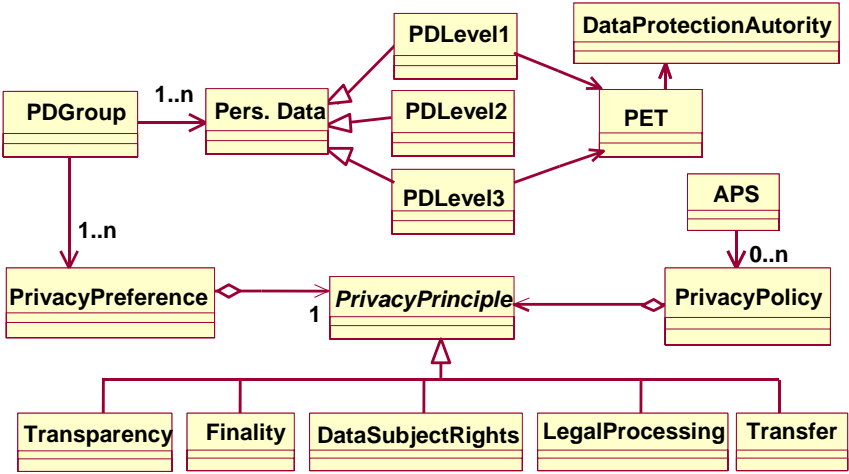 DataProtectionAutority
PDLevel1
1..n
PDGroup
Pers. Data
PDLevel2
PET
PDLevel3
APS
1..n
0..n
PrivacyPreference
1
PrivacyPrinciple
PrivacyPolicy
Transparency
Finality
DataSubjectRights
LegalProcessing
Transfer